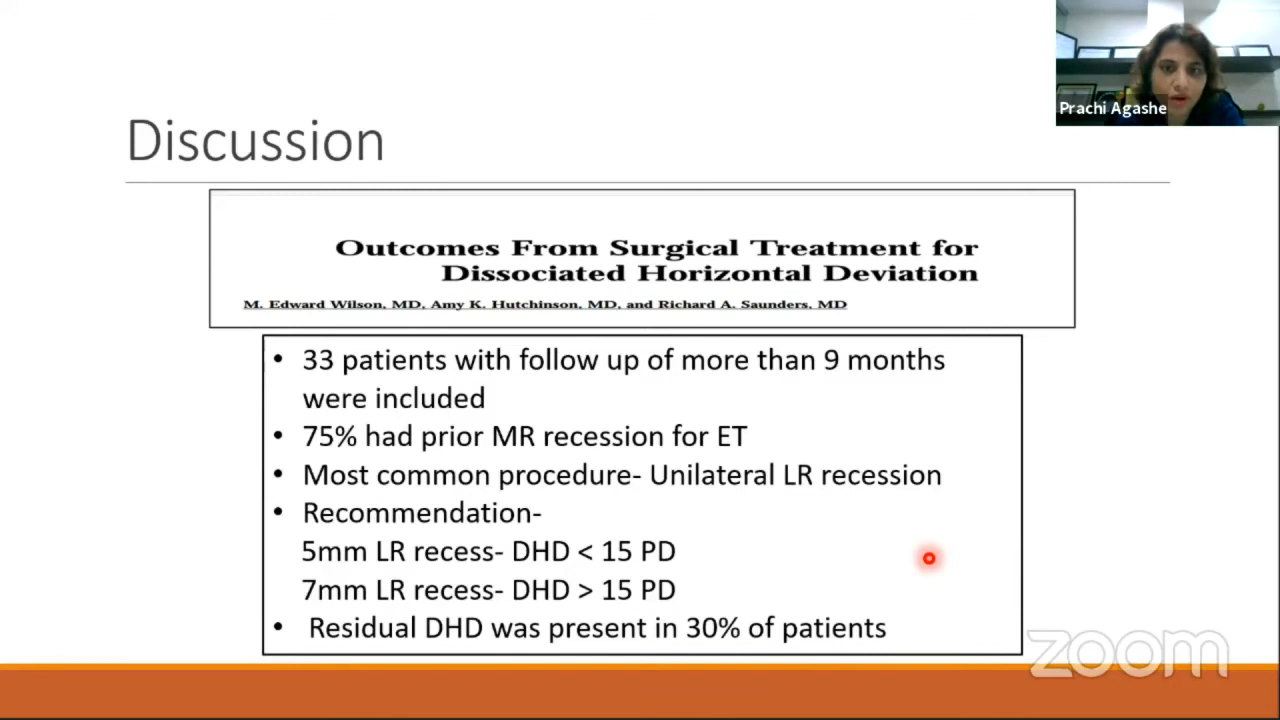 Prachi Agashe
Discussion
Outcomes From Surgical Treatment for
Dissociated Horizontal Deviation
M. Edward Wilson, MD, Amy K. Hutchinson, MD, and Richard A. Saunders, MD
• 33 patients with follow up of more than 9 months
were included
• 75% had prior MR recession for ET
• Most common procedure- Unilateral LR recession
• Recommendation-
5mm LR recess- DHD < 15 PD
7mm LR recess- DHD > 15 PD
• Residual DHD was present in 30% of patients
zoom